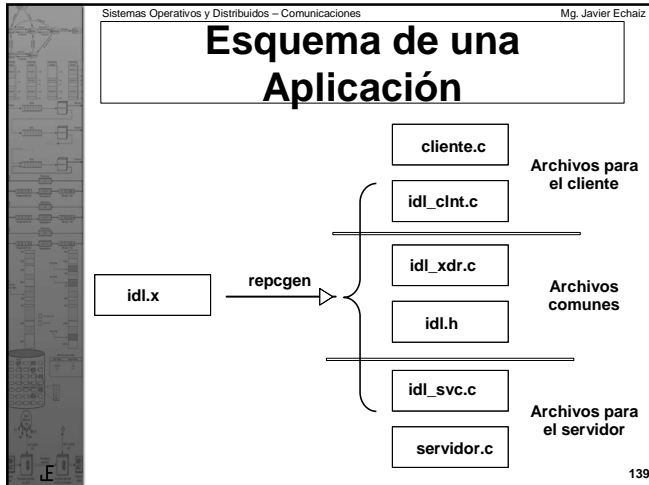 Sistemas Operativos y Distribuidos – Comunicaciones
Mg. Javier Echaiz
Esquema de una
Aplicación
cliente.c
Archivos para
el cliente
idl_clnt.c
idl.x
repcgen
idl_xdr.c
Archivos
comunes
idl.h
idl_svc.c
Archivos para
el servidor
servidor.c
139